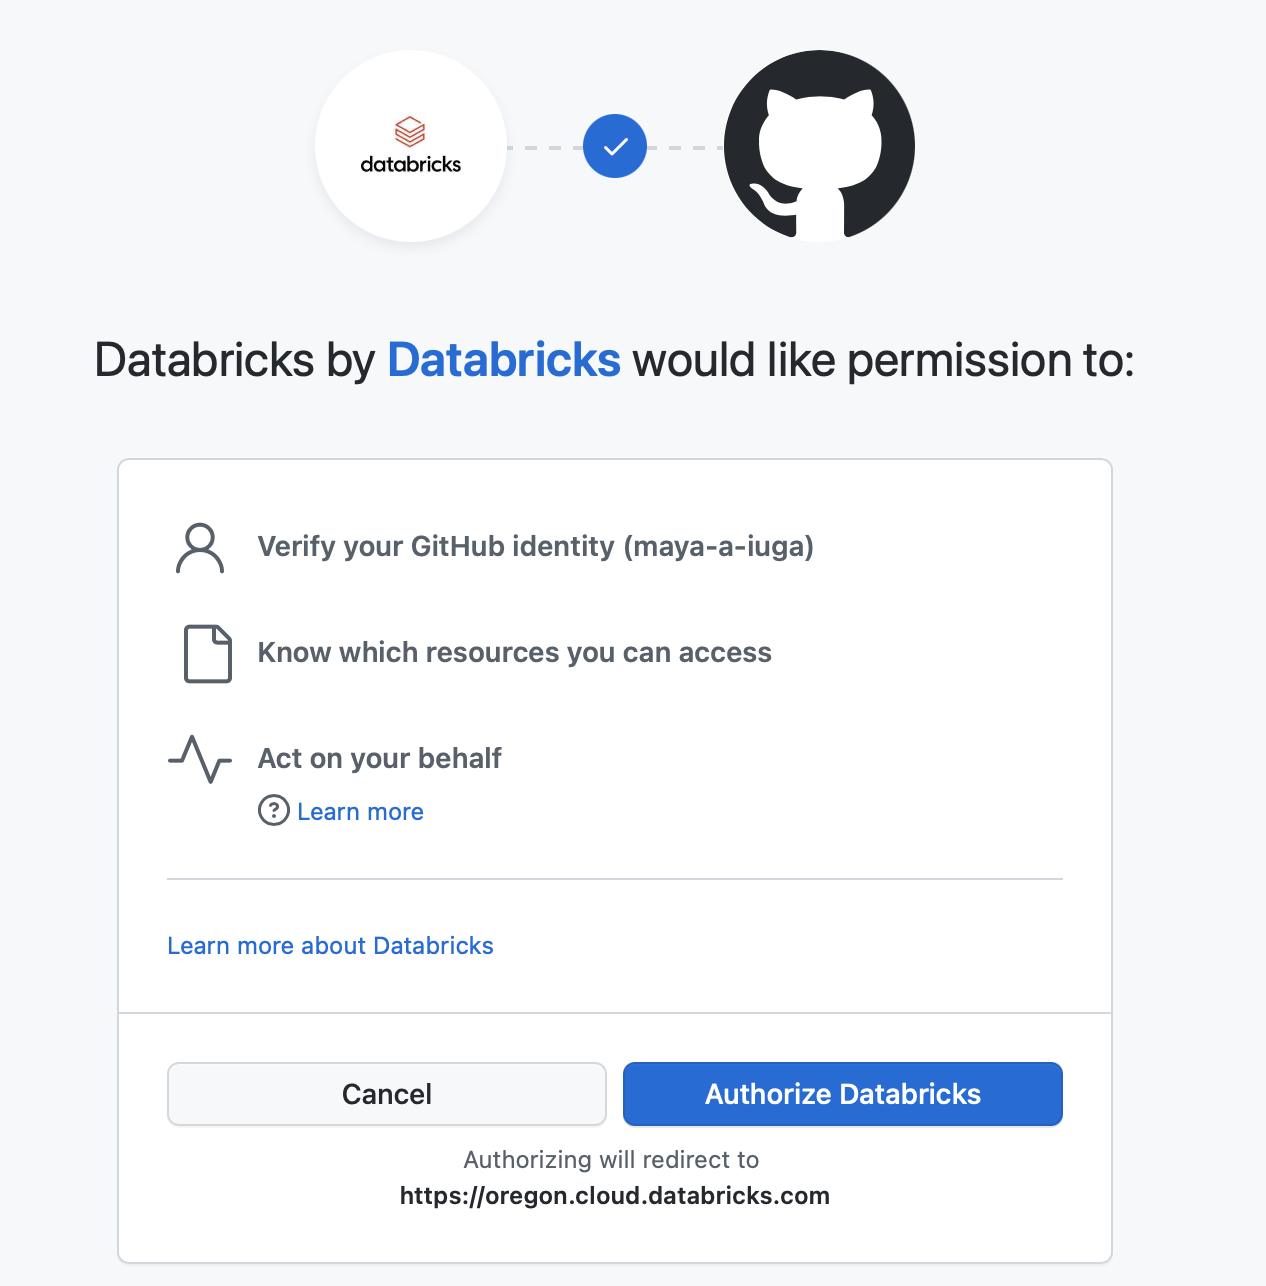 databricks
Databricks by Databricks would like permission to:
Verify your GitHub identity (maya-a-iuga)
Know which resources you can access
Act on your behalf
? Learn more
Learn more about Databricks
Cancel
Authorize Databricks
Authorizing will redirect to
https://oregon.cloud.databricks.com